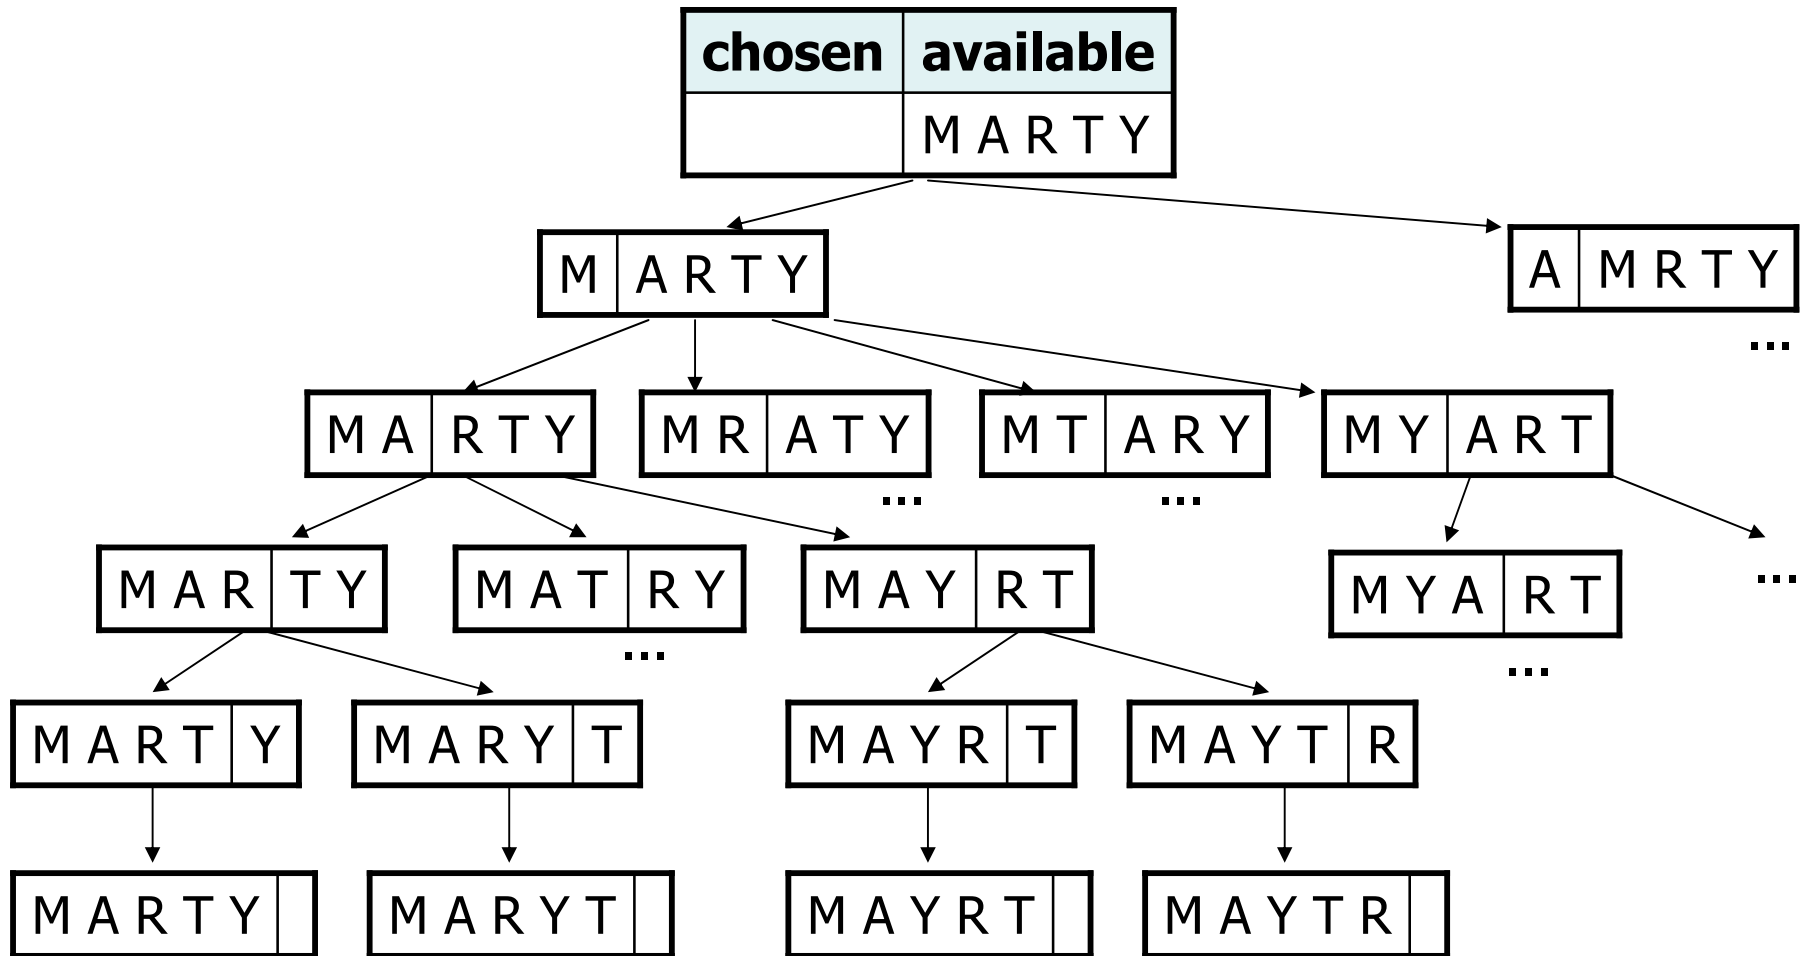 chosen available
M A R T Y
M A R T Y
A M R T Y
...
M A R T Y
M R A T Y
M T A R Y
M Y A R T
...
...
M A R T Y
M A T R Y
M A Y R T
M Y A R T
...
...
...
M A R T Y
M A R Y T
M A Y R T
M A Y T R
M A R T Y
M A R Y T
M A Y R T
M A Y T R